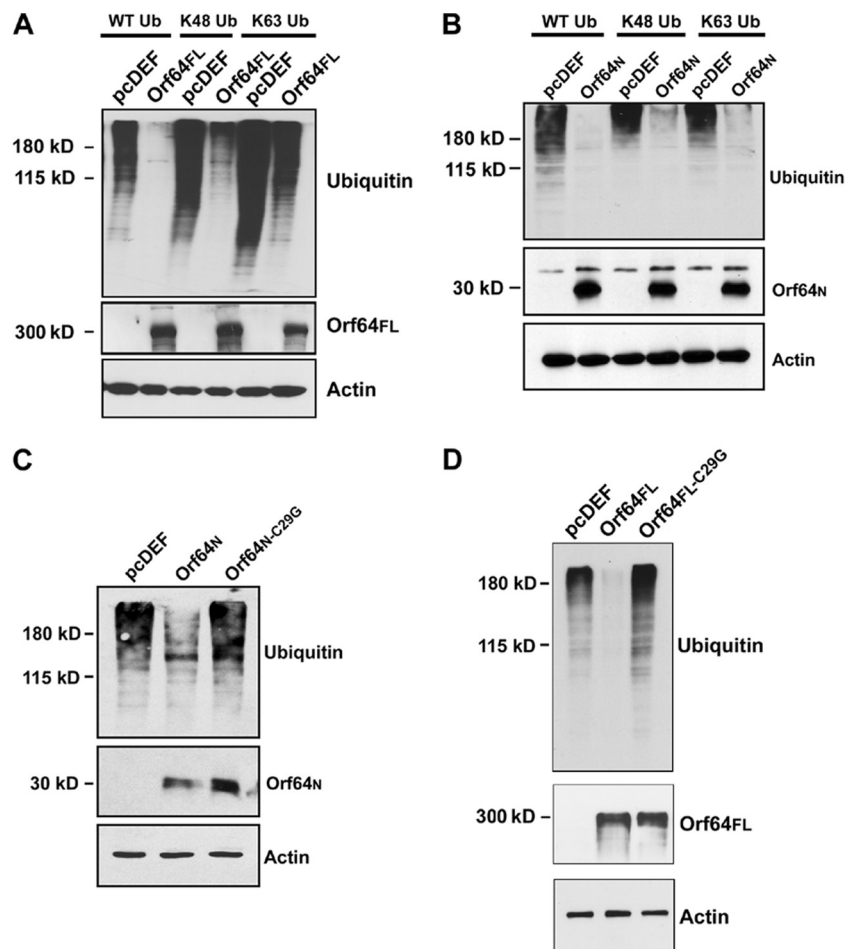 A
WT Ub K48 Ub K63 Ub
pcDEF Orf64FL pcDEF Orf64FL pcDEF Orf64FL
180 kD
115 kD
Ubiquitin
300 kD
Orf64FL
Actin
B
WT Ub K48 Ub K63 Ub
pcDEF Orf64N pcDEF Orf64N pcDEF Orf64N
180 kD
115 kD
Ubiquitin
30 kD
Orf64N
Actin
C
pcDEF Orf64N Orf64N-C29G
180 kD
Ubiquitin
115 kD
30 kD
Orf64N
Actin
D
pcDEF Orf64FL Orf64FL-C29G
180 kD
115 kD
Ubiquitin
300 kD
Orf64FL
Actin